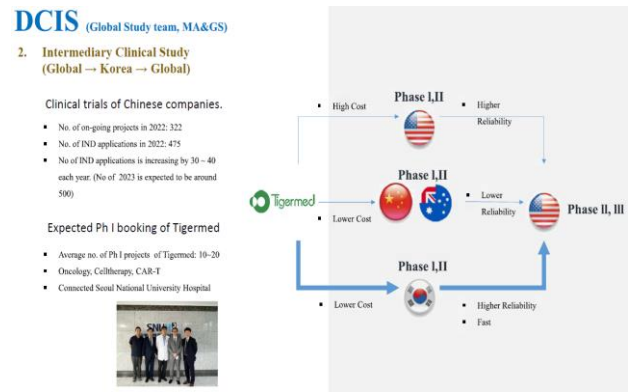 DCIS (Global Study team, MA&GS)
2. Intermediary Clinical Study
(Global → Korea → Global)
Clinical trials of Chinese companies.
▪ No. of on-going projects in 2022: 322
▪ No. of IND applications in 2022: 475
▪ No of IND applications is increasing by 30 – 40
each year. (No of 2023 is expected to be around
500)
Expected Ph I booking of Tigermed
▪ Average no. of Ph I projects of Tigermed: 10~20
▪ Oncology, Celltherapy, CAR-T
▪ Connected Seoul National University Hospital
▪ High Cost
Phase I,II
▪ Higher
Reliability
Tigermed
▪ Lower Cost
Phase I,II
▪ Lower
Reliability
Phase II, III
Phase I,II
▪ Lower Cost
▪ Higher Reliability
▪ Fast